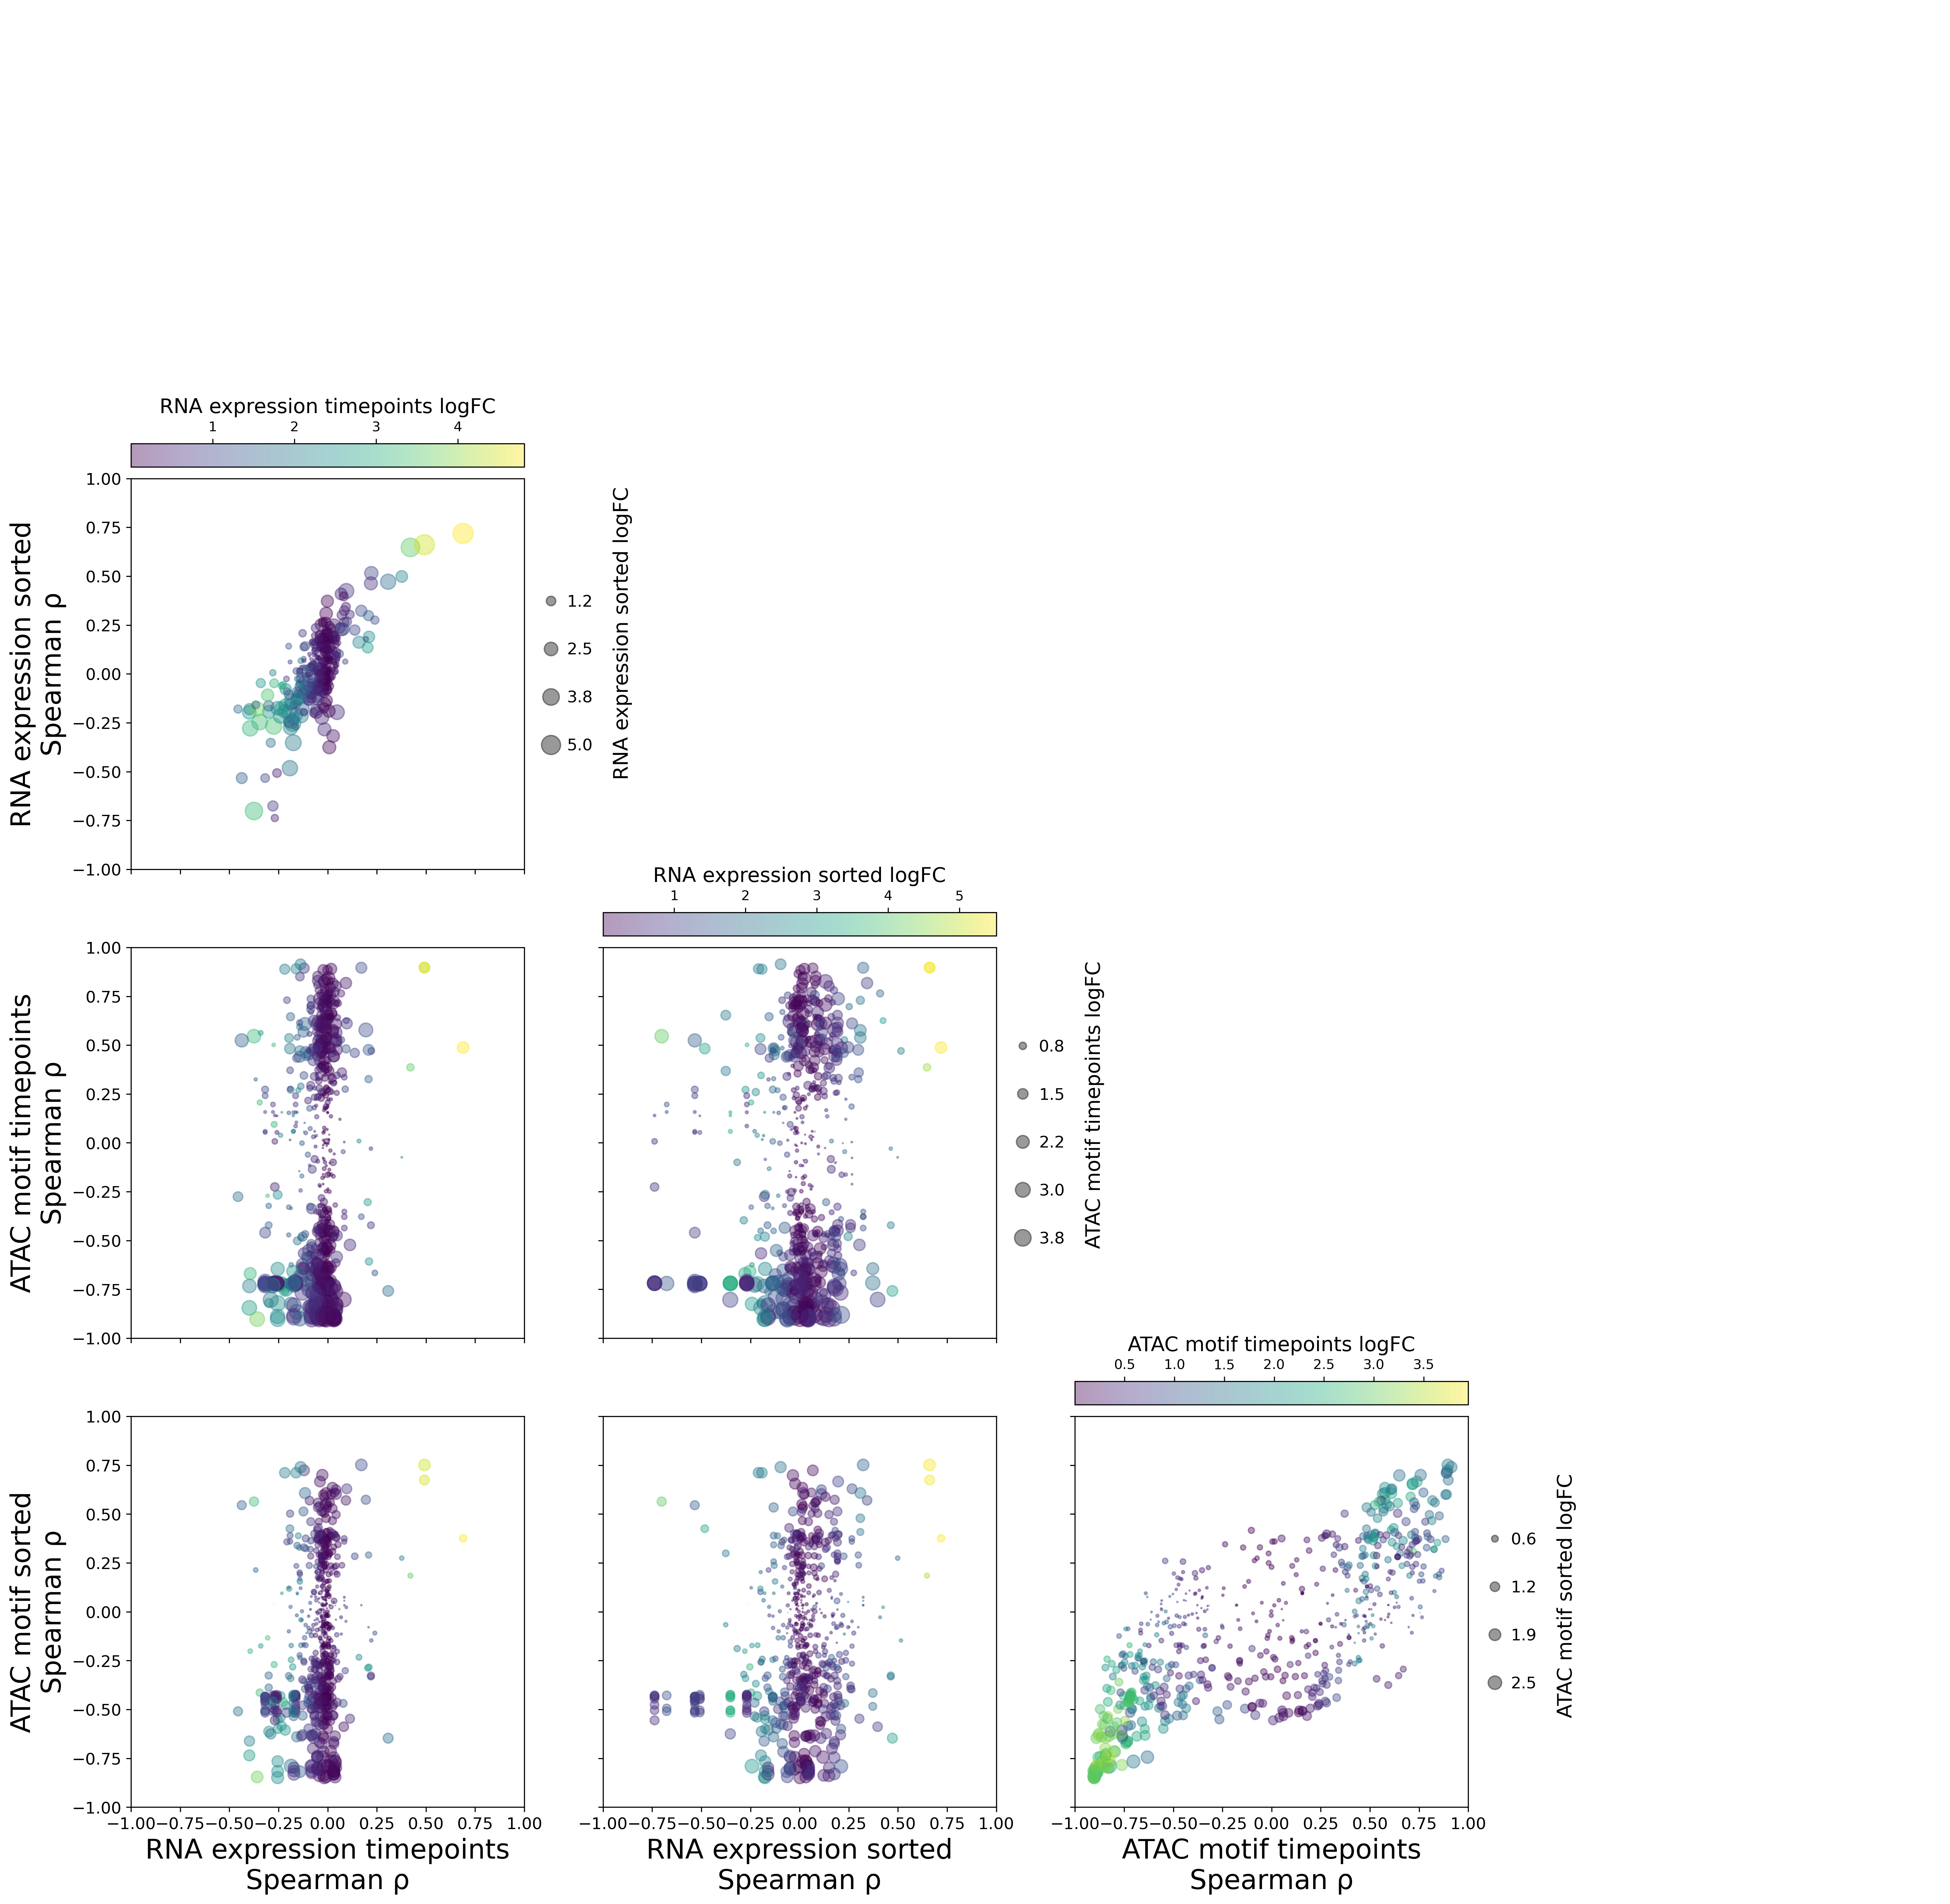 RNA expression timepoints logFC
1 2 3 4
1.00
0.75
0.50
0.25
0.00
−0.25
−0.50
−0.75
−1.00
RNA expression sorted
Spearman ρ
1.2
2.5
3.8
5.0
RNA expression sorted logFC
RNA expression sorted logFC
1 2 3 4 5
1.00
0.75
0.50
0.25
0.00
−0.25
−0.50
−0.75
−1.00
ATAC motif timepoints
Spearman ρ
0.8
1.5
2.2
3.0
3.8
ATAC motif timepoints logFC
ATAC motif timepoints logFC
0.5 1.0 1.5 2.0 2.5 3.0 3.5
1.00
0.75
0.50
0.25
0.00
−0.25
−0.50
−0.75
−1.00
ATAC motif sorted
Spearman ρ
0.6
1.2
1.9
2.5
ATAC motif sorted logFC
−1.00 −0.75 −0.50 −0.25 0.00 0.25 0.50 0.75 1.00
RNA expression timepoints
Spearman ρ
−1.00 −0.75 −0.50 −0.25 0.00 0.25 0.50 0.75 1.00
RNA expression sorted
Spearman ρ
−1.00 −0.75 −0.50 −0.25 0.00 0.25 0.50 0.75 1.00
ATAC motif timepoints
Spearman ρ